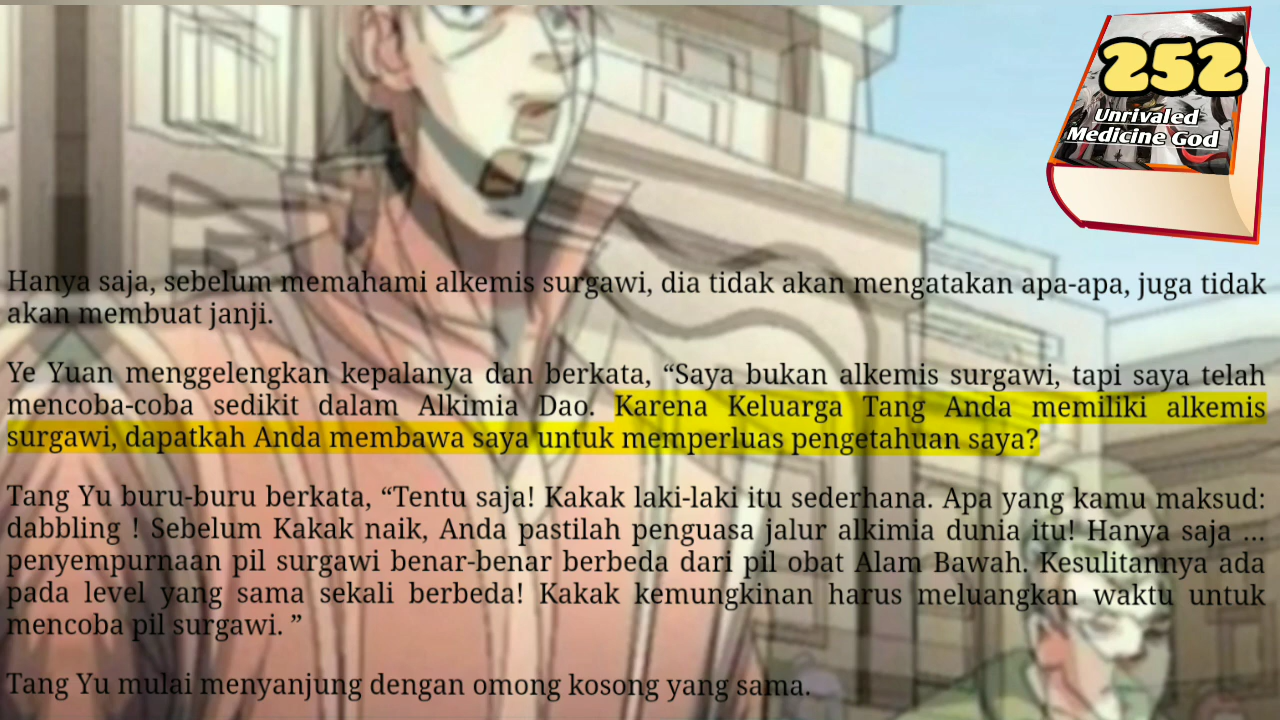 252
Unrivaled
Medicine God
Hanya saja, sebelum memahami alkemis surgawi, dia tidak akan mengatakan apa-apa, juga tidak
akan membuat janji.
Ye Yuan menggelengkan kepalanya dan berkata, “Saya bukan alkemis surgawi, tapi saya telah
mencoba-coba sedikit dalam Alkimia Dao. Karena Keluarga Tang Anda memiliki alkemis
surgawi, dapatkah Anda membawa saya untuk memperluas pengetahuan saya?
Tang Yu buru-buru berkata, “Tentu saja! Kakak laki-laki itu sederhana. Apa yang kamu maksud:
dabbling ! Sebelum Kakak naik, Anda pastilah penguasa jalur alkimia dunia itu! Hanya saja ...
penyempurnaan pil surgawi benar-benar berbeda dari pil obat Alam Bawah. Kesulitannya ada
pada level yang sama sekali berbeda! Kakak kemungkinan harus meluangkan waktu untuk
mencoba pil surgawi. ”
Tang Yu mulai menyanjung dengan omong kosong yang sama.